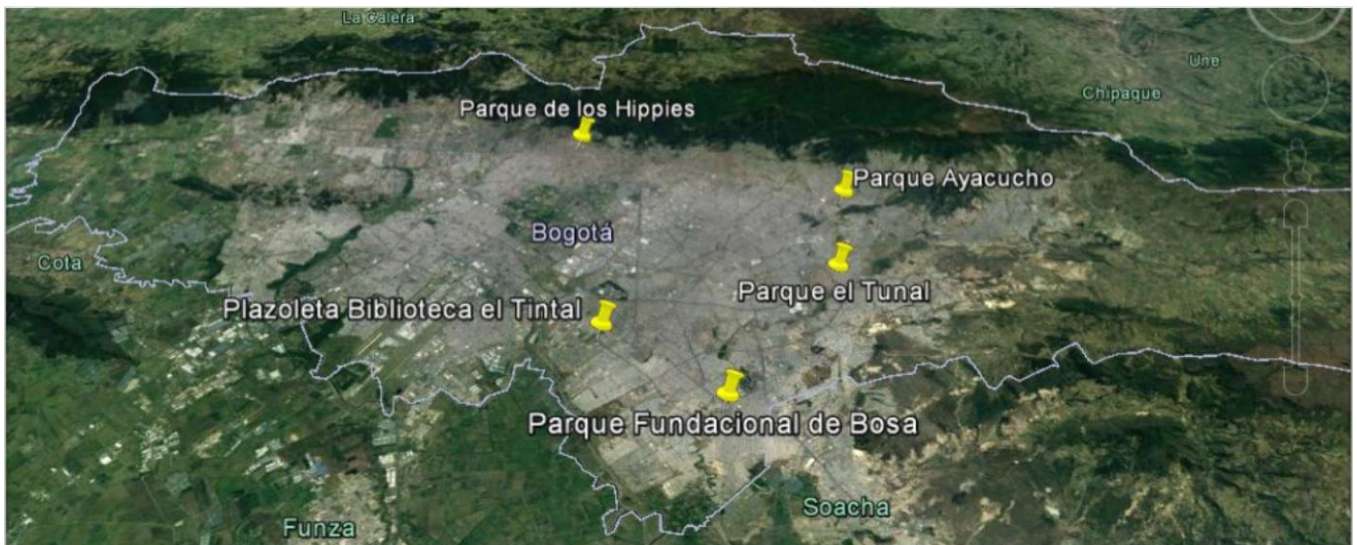 La Calera
Une
Chipaque
Parque de los Hippies
Parque Ayacucho
Bogotá
Cota
Parque el Tunal
Plazoleta Biblioteca el Tintal
Parque Fundacional de Bosa
Soacha
Funza